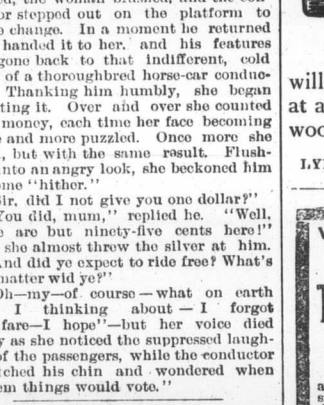 or stepped out on the platform to
change. In a moment he returned
handed it to her. and his features
gone back to that indifferent, cold
of a thoroughbred horse-car conduc-
Thanking him humbly, she began
ting it. Over and over she counted
money, each time her face becoming
and more puzzled. Once more she
, but with the same result. Flush-
into an angry look, she beckoned him
ome "hither."
Sir, did I not give you one dollar?"
You did, mum," replied he. "Well,
e are but ninety-five cents here!"
she almost threw the silver at him.
And did ye expect to ride free? What's
matter wid ye?"
Oh—my—of course—what on earth
I thinking about—I forgot
fare—I hope"—but her voice died
y as she noticed the suppressed laugh-
of the passengers, while the conductor
tched his chin and wondered when
em things would vote."
will
at a
woo
LY